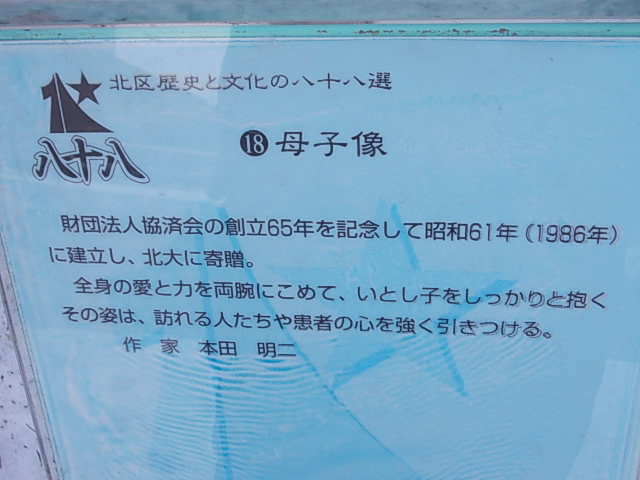 北区歴史と文化の八十八選
八十八
⓲母子像
財団法人協済会の創立65年を記念して昭和61年（1986年）
に建立し、北大に寄贈。
全身の愛と力を両腕にこめて、いとし子をしっかりと抱く
その姿は、訪れる人たちや患者の心を強く引きつける。
作 家 本田 明二